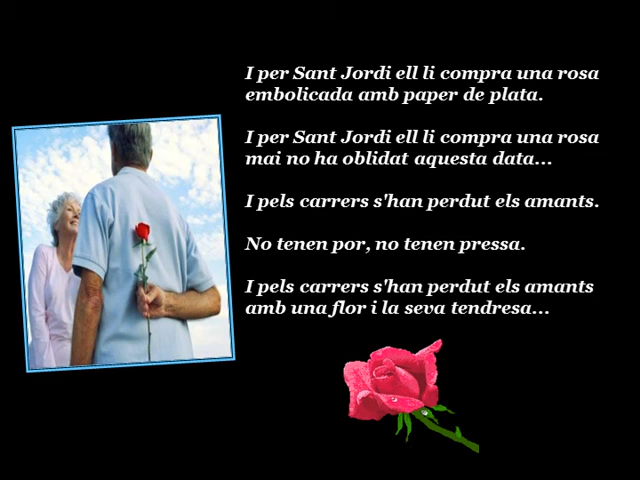 I per Sant Jordi ell li compra una rosa
embolicada amb paper de plata.
I per Sant Jordi ell li compra una rosa
mai no ha oblidat aquesta data...
I pels carrers s'han perdut els amants.
No tenen por, no tenen pressa.
I pels carrers s'han perdut els amants
amb una flor i la seva tendresa...